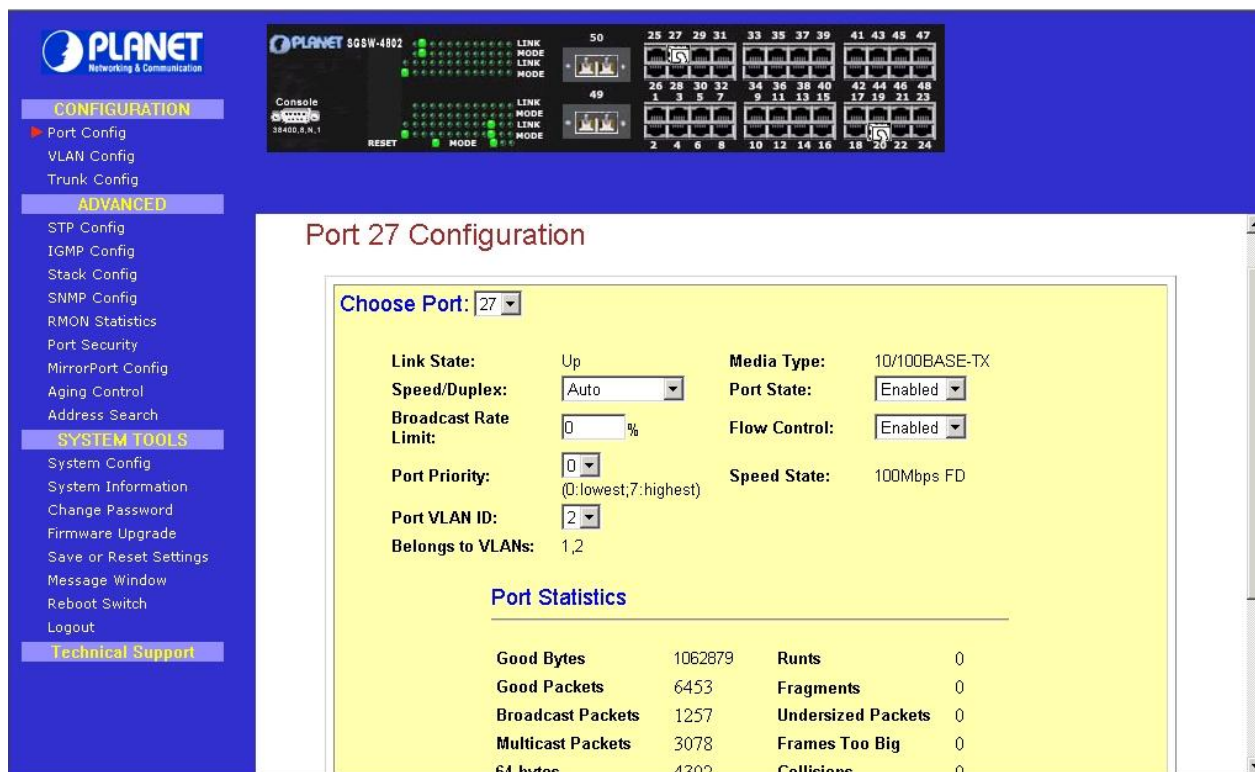 PLANET
Networking & Communication
CONFIGURATION
Port Config
VLAN Config
Trunk Config
ADVANCED
STP Config
IGMP Config
Stack Config
SNMP Config
RMON Statistics
Port Security
MirrorPort Config
Aging Control
Address Search
SYSTEM TOOLS
System Config
System Information
Change Password
Firmware Upgrade
Save or Reset Settings
Message Window
Reboot Switch
Logout
Technical Support
PLANET SGSW-4802
LINK
MODE
LINK
MODE
50
25 27 29 31 33 35 37 39 41 43 45 47
26 28 30 32 34 36 38 40 42 44 46 48
Console
38400,8,N,1
RESET
MODE
LINK
MODE
LINK
MODE
49
1 3 5 7 9 11 13 15 17 19 21 23
2 4 6 8 10 12 14 16 18 20 22 24
Port 27 Configuration
Choose Port: 27
Link State: Up Media Type: 10/100BASE-TX
Speed/Duplex: Auto Port State: Enabled
Broadcast Rate Limit: 0 % Flow Control: Enabled
Port Priority: 0 (0:lowest;7:highest) Speed State: 100Mbps FD
Port VLAN ID: 2
Belongs to VLANs: 1,2
Port Statistics
Good Bytes 1062879 Runts 0
Good Packets 6453 Fragments 0
Broadcast Packets 1257 Undersized Packets 0
Multicast Packets 3078 Frames Too Big 0
64 bytes 4302 Collisions 0